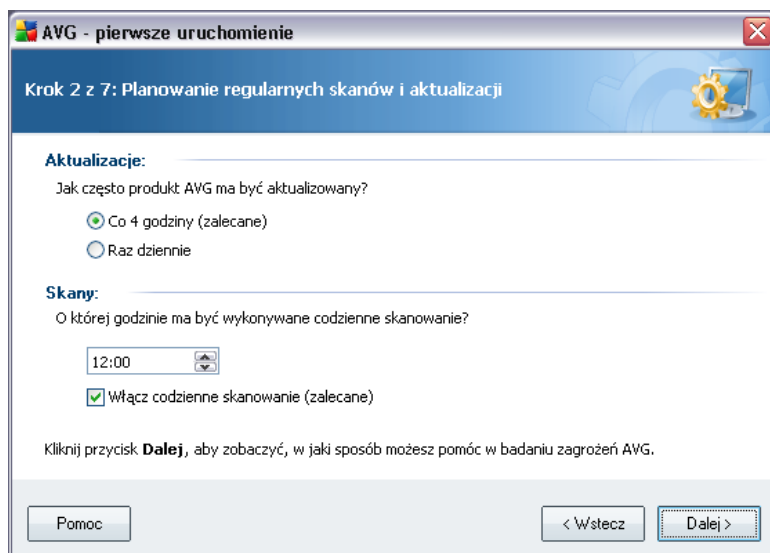 AVG - pierwsze uruchomienie
Krok 2 z 7: Planowanie regularnych skanów i aktualizacji
Aktualizacje:
Jak często produkt AVG ma być aktualizowany?
Co 4 godziny (zalecane)
Raz dziennie
Skany:
O której godzinie ma być wykonywane codzienne skanowanie?
12:00
Włącz codzienne skanowanie (zalecane)
Kliknij przycisk Dalej, aby zobaczyć, w jaki sposób możesz pomóc w badaniu zagrożeń AVG.
Pomoc
< Wstecz
Dalej >